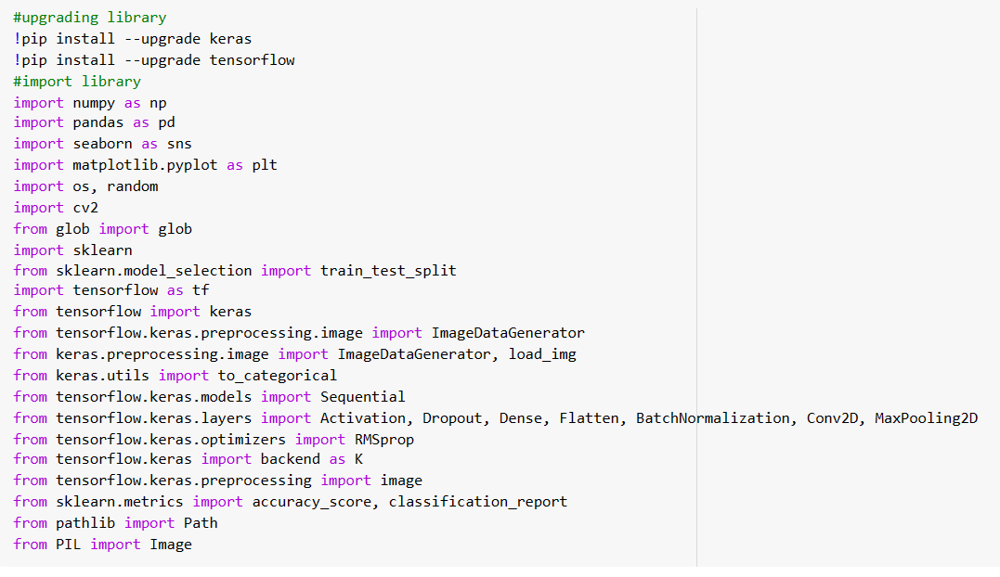 #upgrading library
!pip install --upgrade keras
!pip install --upgrade tensorflow
#import library
import numpy as np
import pandas as pd
import seaborn as sns
import matplotlib.pyplot as plt
import os, random
import cv2
from glob import glob
import sklearn
from sklearn.model_selection import train_test_split
import tensorflow as tf
from tensorflow import keras
from tensorflow.keras.preprocessing.image import ImageDataGenerator
from keras.preprocessing.image import ImageDataGenerator, load_img
from keras.utils import to_categorical
from tensorflow.keras.models import Sequential
from tensorflow.keras.layers import Activation, Dropout, Dense, Flatten, BatchNormalization, Conv2D, MaxPooling2D
from tensorflow.keras.optimizers import RMSprop
from tensorflow.keras import backend as K
from tensorflow.keras.preprocessing import image
from sklearn.metrics import accuracy_score, classification_report
from pathlib import Path
from PIL import Image